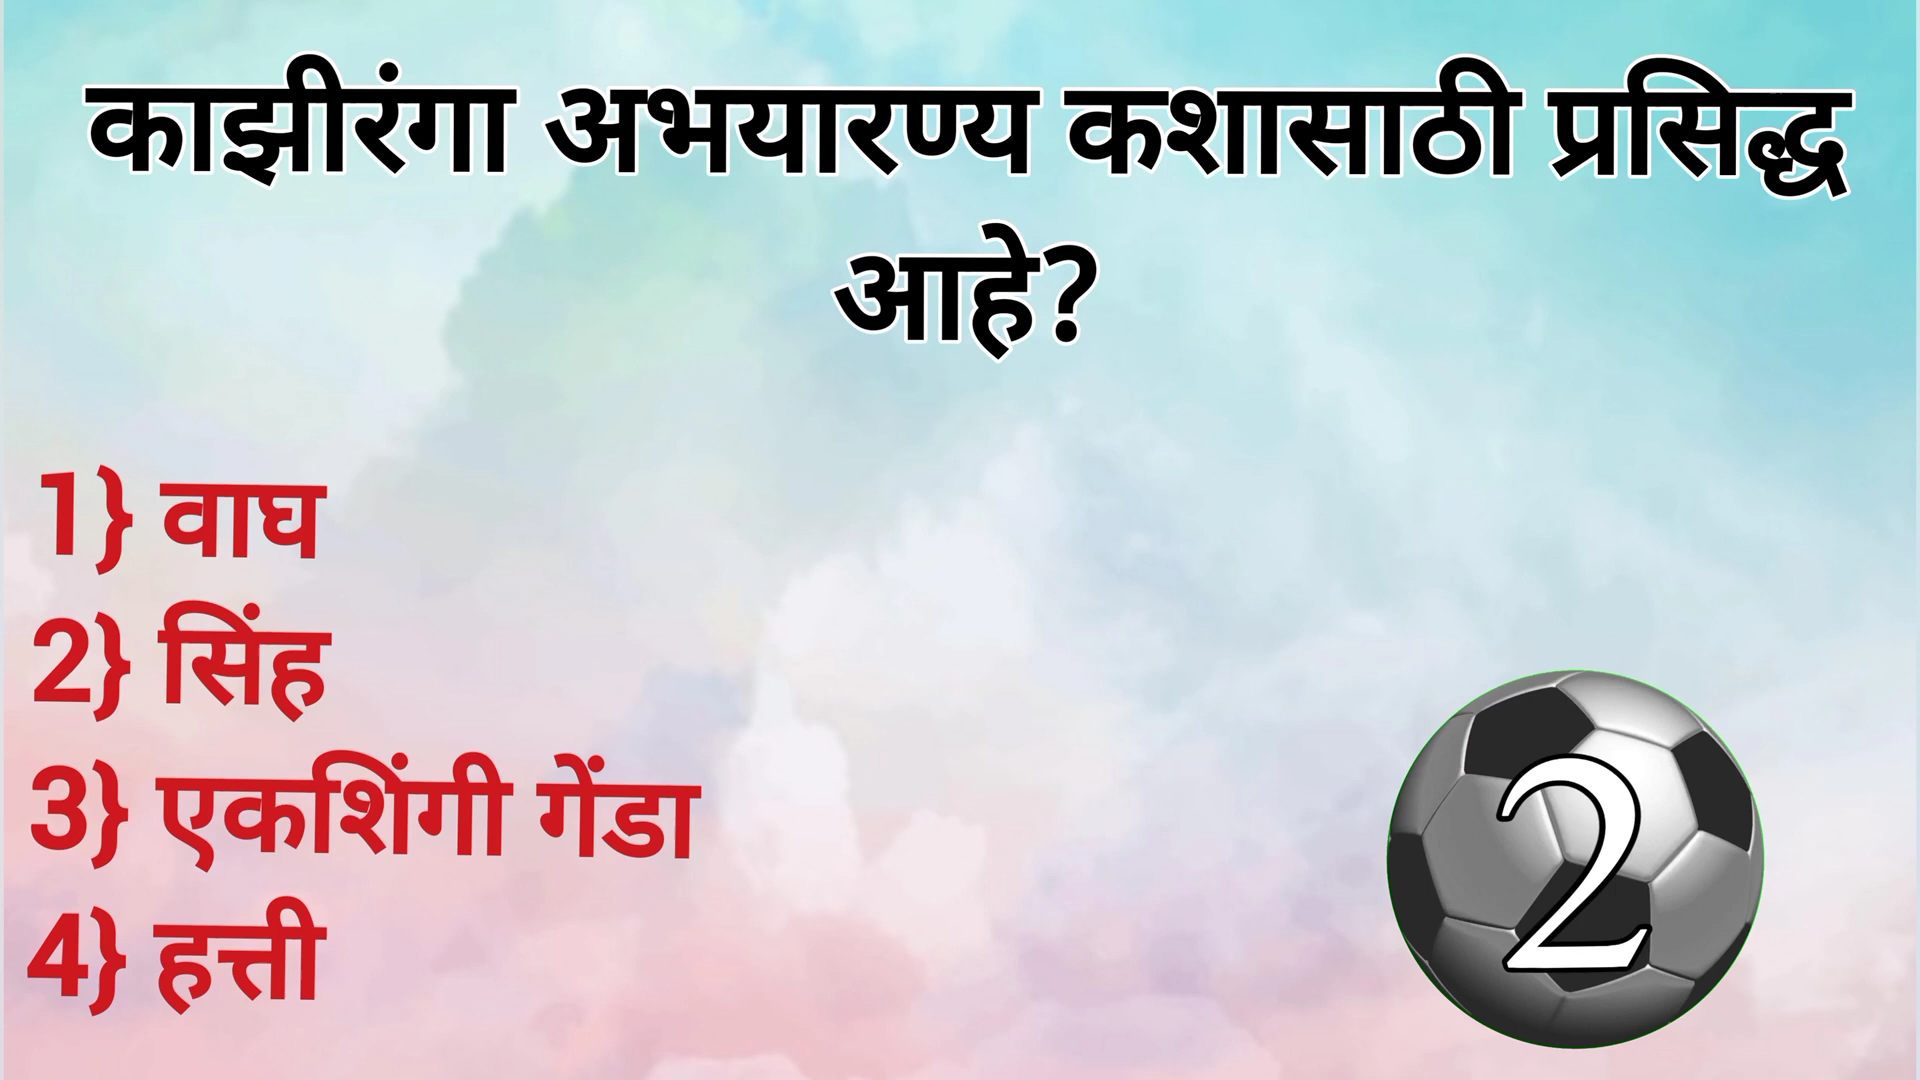 काझीरंगा अभयारण्य कशासाठी प्रसिद्ध
आहे?
1} वाघ
2} सिंह
3} एकशिंगी गेंडा
4} हत्ती
2